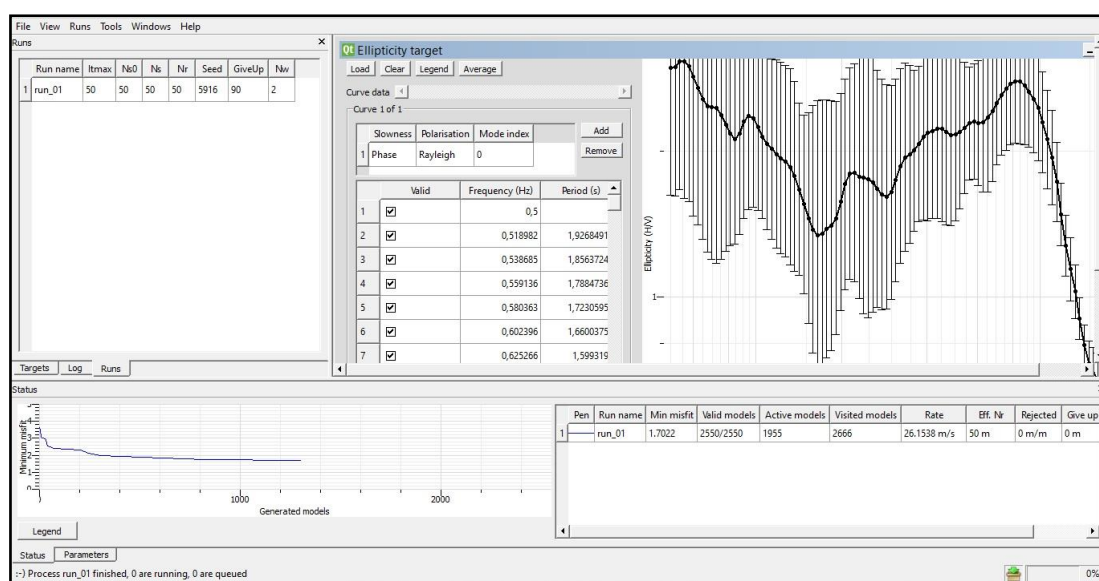 File View Runs Tools Windows Help
Runs
Run name Itmax Ns0 Ns Nr Seed GiveUp Nw
1 run_01 50 50 50 50 5916 90 2
Targets Log Runs
Qt Ellipticity target
Load Clear Legend Average
Curve data
Curve 1 of 1
Slowness Polarisation Mode index
1 Phase Rayleigh 0
Add
Remove
Valid Frequency (Hz) Period (s)
1 0,5
2 0,518982 1,9268491
3 0,538685 1,8563724
4 0,559136 1,7884736
5 0,580363 1,7230595
6 0,602396 1,6600375
7 0,625266 1,599319
Ellipticity (H/V)
1
Status
Minimum misfit
5
4
3
2
1
0
1000 2000
Generated models
Legend
Pen Run name Min misfit Valid models Active models Visited models Rate Eff. Nr Rejected Give up
1 run_01 1.7022 2550/2550 1955 2666 26.1538 m/s 50 m 0 m/m 0 m
Status Parameters
:-) Process run_01 finished, 0 are running, 0 are queued
0%